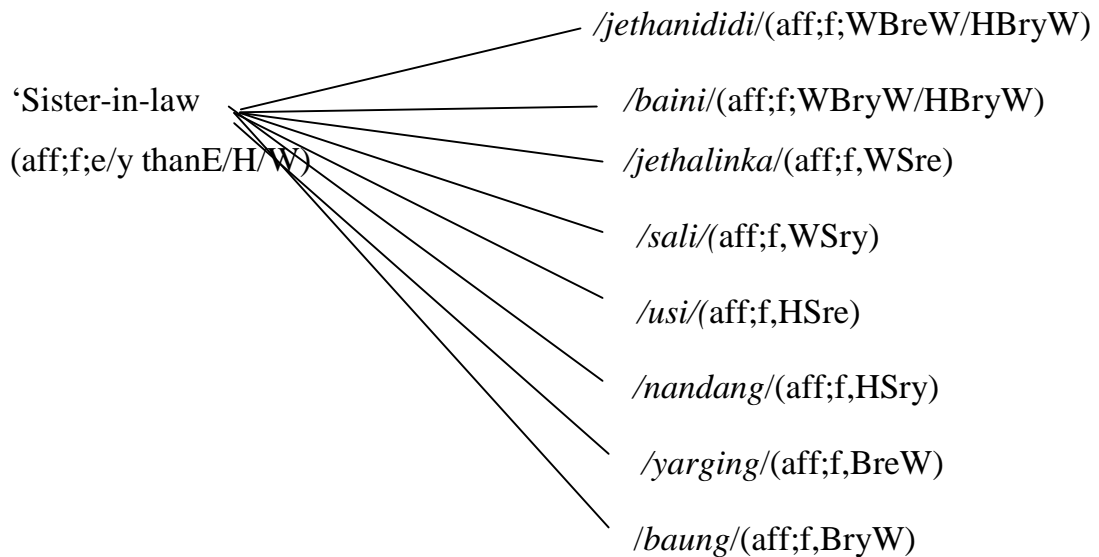 /jethanididi/(aff;f;WBreW/HBryW)
‘Sister-in-law
(aff;f;e/y thanE/H/W)
/baini/(aff;f;WBryW/HBryW)
/jethalinka/(aff;f,WSre)
/sali/(aff;f,WSry)
/usi/(aff;f,HSre)
/nandang/(aff;f,HSry)
/yarging/(aff;f,BreW)
/baung/(aff;f,BryW)